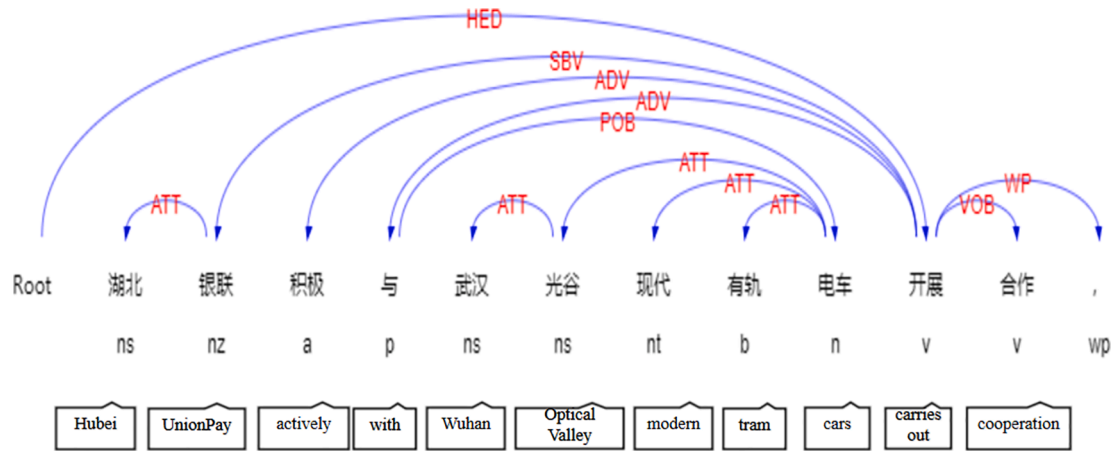 HED
SBV
ADV
ADV
POB
ATT
ATT WP
ATT ATT ATT VOB
Root 湖北 银联 积极 与 武汉 光谷 现代 有轨 电车 开展 合作 ,
ns nz a p ns ns nt b n v v wp
Hubei UnionPay actively with Wuhan Optical Valley modern tram cars carries out cooperation